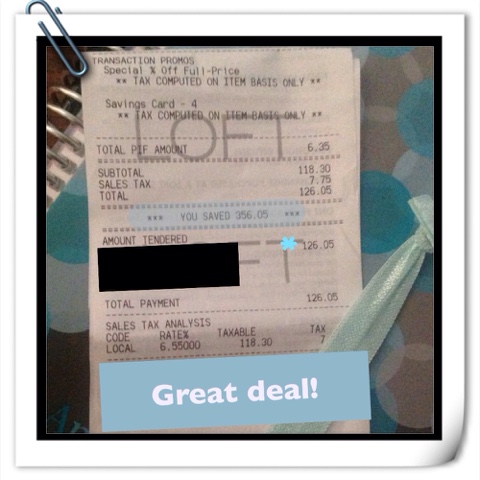 TRANSACTION PROMOS
Special % Off Full-Price
** TAX COMPUTED ON ITEM BASIS ONLY **
Savings Card - 4
** TAX COMPUTED ON ITEM BASIS ONLY **
LOFT
TOTAL PIF AMOUNT 6.35
SUBTOTAL 118.30
SALES TAX 7.75
TOTAL 126.05
*** YOU SAVED 356.05 ***
AMOUNT TENDERED
126.05
TOTAL PAYMENT 126.05
SALES TAX ANALYSIS
CODE RATE% TAXABLE TAX
LOCAL 6.55000 118.30 7
Great deal!